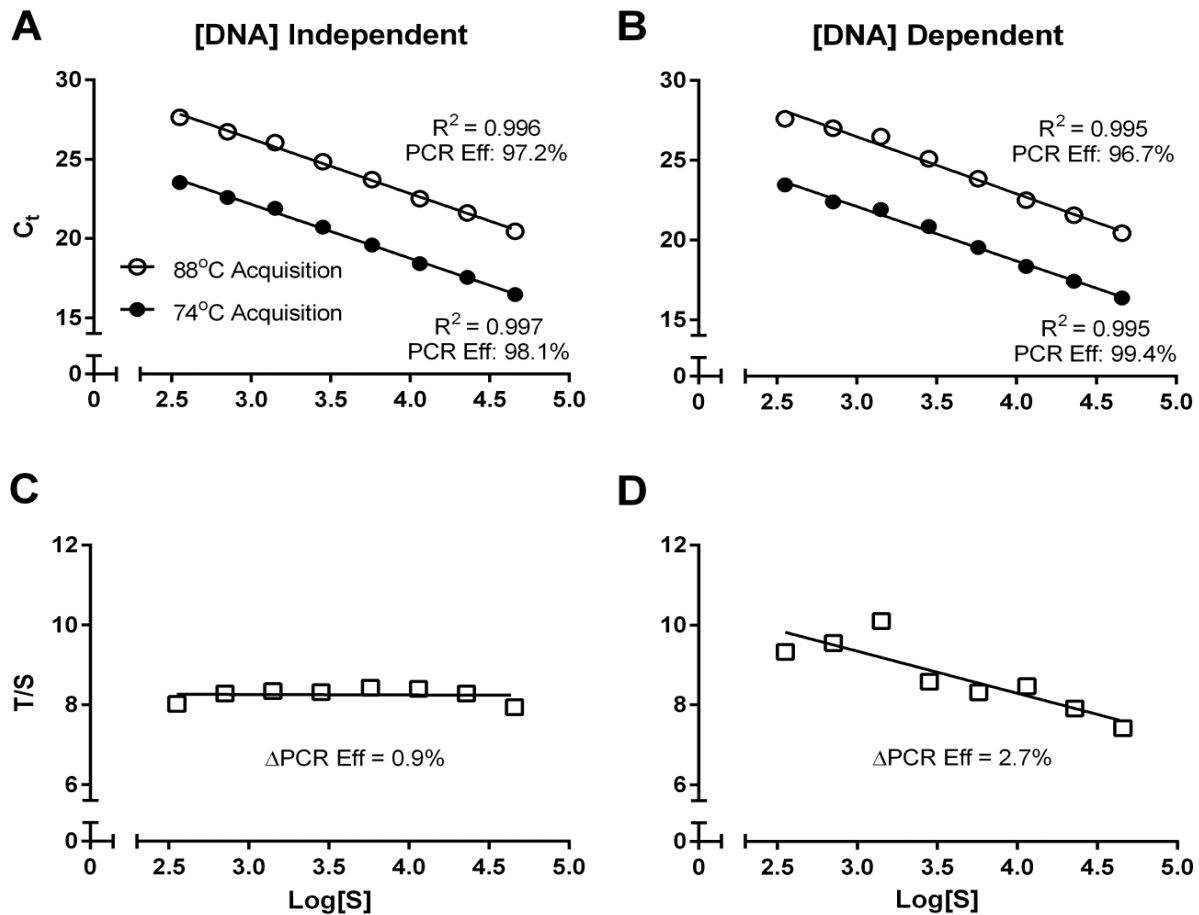 A
[DNA] Independent
30
25
20
15
0
C_t
R² = 0.996
PCR Eff: 97.2%
88°C Acquisition
74°C Acquisition
R² = 0.997
PCR Eff: 98.1%
0
2.5
3.0
3.5
4.0
4.5
5.0
B
[DNA] Dependent
30
25
20
15
0
R² = 0.995
PCR Eff: 96.7%
R² = 0.995
PCR Eff: 99.4%
0
2.5
3.0
3.5
4.0
4.5
5.0
C
12
10
8
6
0
T/S
ΔPCR Eff = 0.9%
0
2.5
3.0
3.5
4.0
4.5
5.0
Log[S]
D
12
10
8
6
0
ΔPCR Eff = 2.7%
0
2.5
3.0
3.5
4.0
4.5
5.0
Log[S]